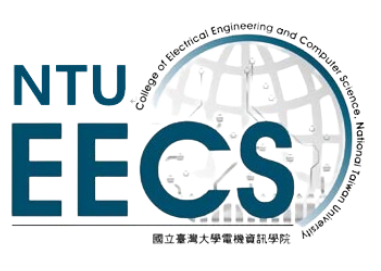 NTU
College of Electrical Engineering and Computer Science, National Taiwan University
EECS
國立臺灣大學電機資訊學院